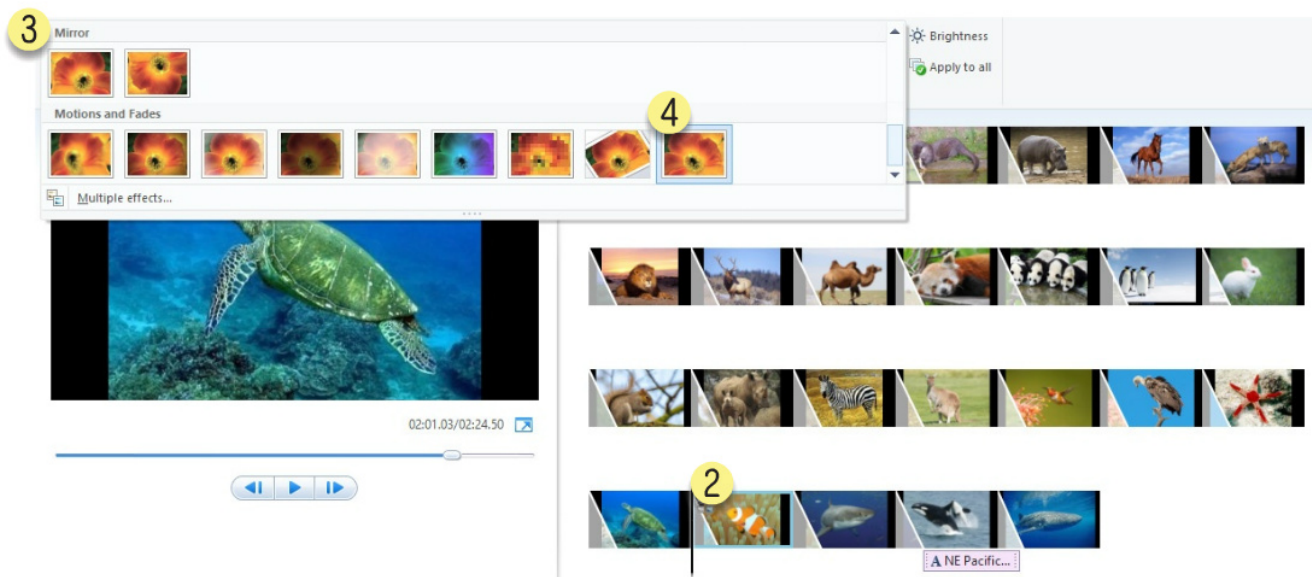 3
Mirror
Brightness
Apply to all
Motions and Fades
4
Multiple effects...
02:01.03/02:24.50
2
A NE Pacific...